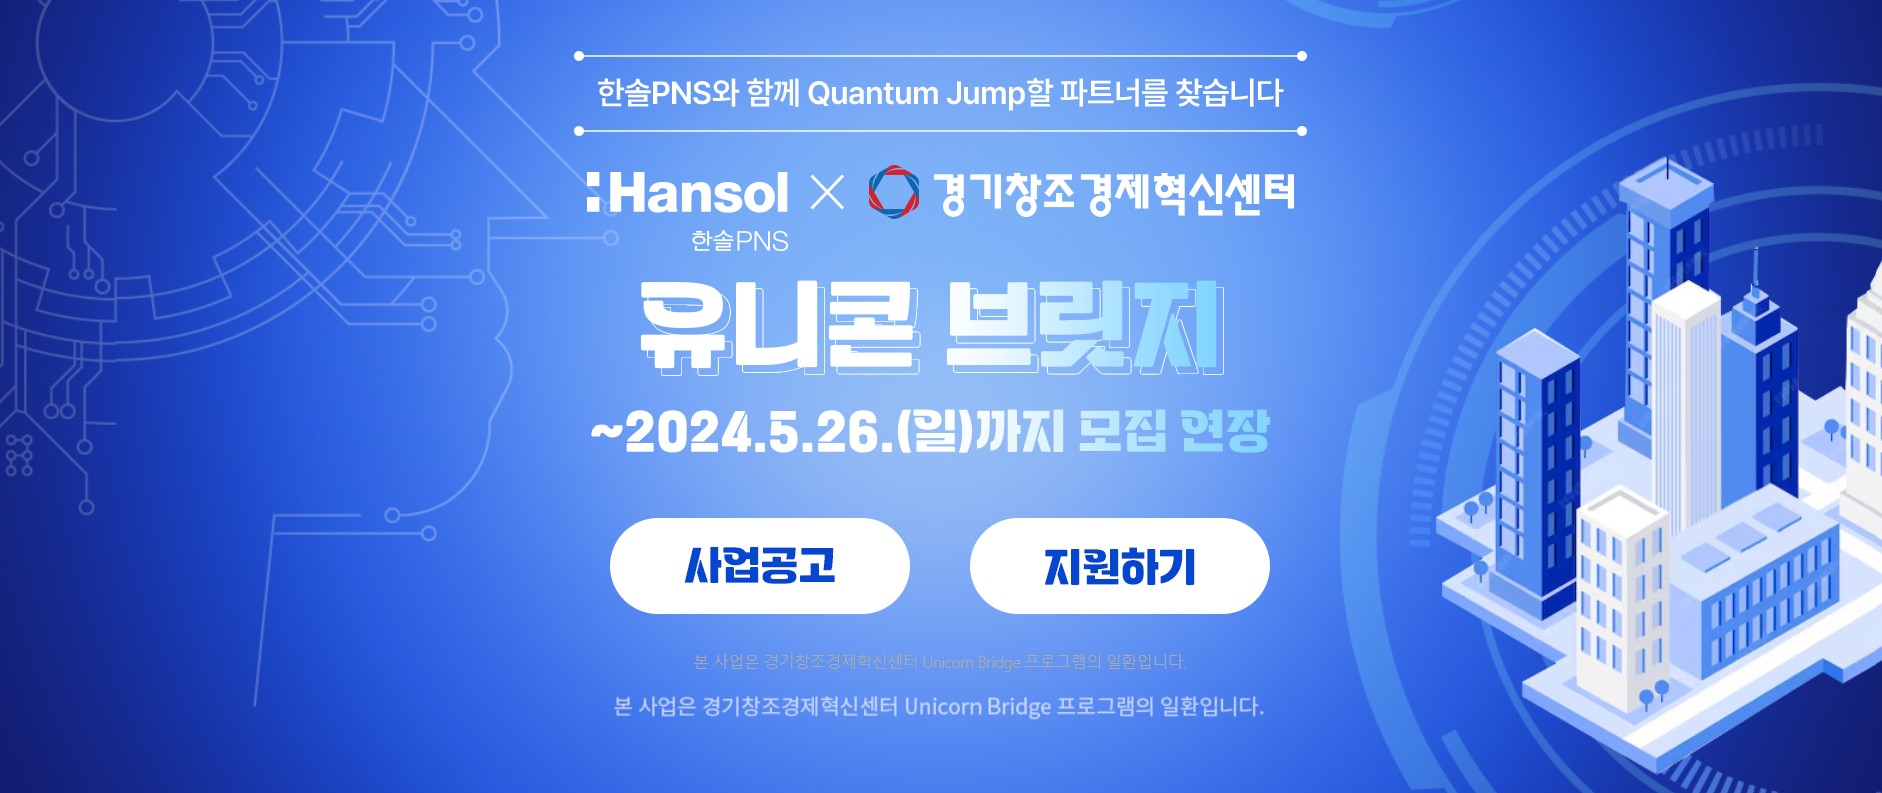 한솔PNS와 함께 Quantum Jump할 파트너를 찾습니다
Hansol × 경기창조경제혁신센터
한솔PNS
유니콘 브릿지
~2024.5.26.(일)까지 모집 연장
사업공고 지원하기
본 사업은 경기창조경제혁신센터 Unicorn Bridge 프로그램의 일환입니다.
본 사업은 경기창조경제혁신센터 Unicorn Bridge 프로그램의 일환입니다.